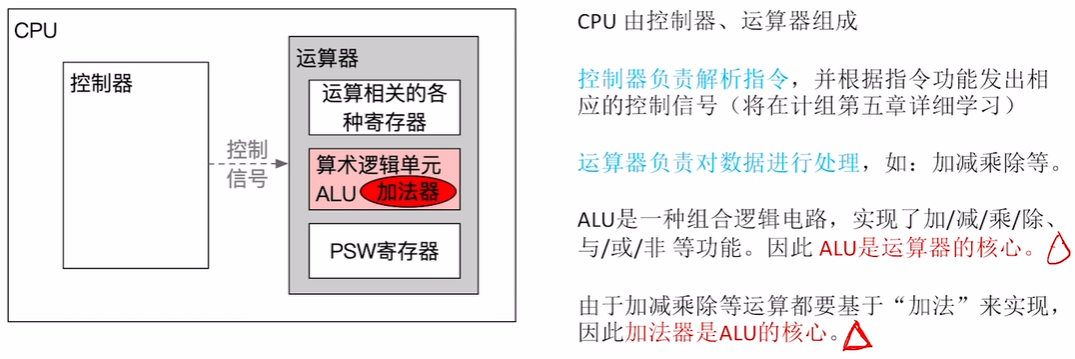 CPU
控制器
控制
信号
运算器
运算相关的各
种寄存器
算术逻辑单元
ALU 加法器
PSW寄存器
CPU 由控制器、运算器组成
控制器负责解析指令，并根据指令功能发出相
应的控制信号（将在计组第五章详细学习）
运算器负责对数据进行处理，如：加减乘除等。
ALU是一种组合逻辑电路，实现了加/减/乘/除、
与/或/非 等功能。因此 ALU是运算器的核心。
由于加减乘除等运算都要基于“加法”来实现，
因此加法器是ALU的核心。